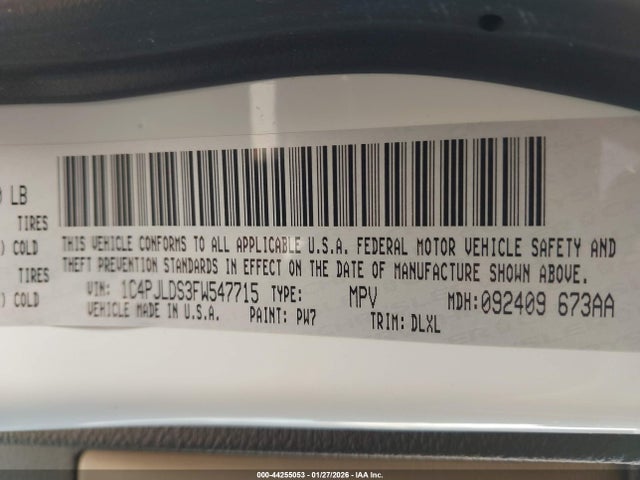 LB
TIRES
) COLD
TIRES
) COLD
THIS VEHICLE CONFORMS TO ALL APPLICABLE U.S.A. FEDERAL MOTOR VEHICLE SAFETY AND
THEFT PREVENTION STANDARDS IN EFFECT ON THE DATE OF MANUFACTURE SHOWN ABOVE.
VIN: 1C4PJLDS3FW547715 TYPE: MPV MDH:092409 673AA
VEHICLE MADE IN U.S.A. PAINT: PW7 TRIM: DLXL
000-44255053 / 01/27/2026 - IAA Inc.